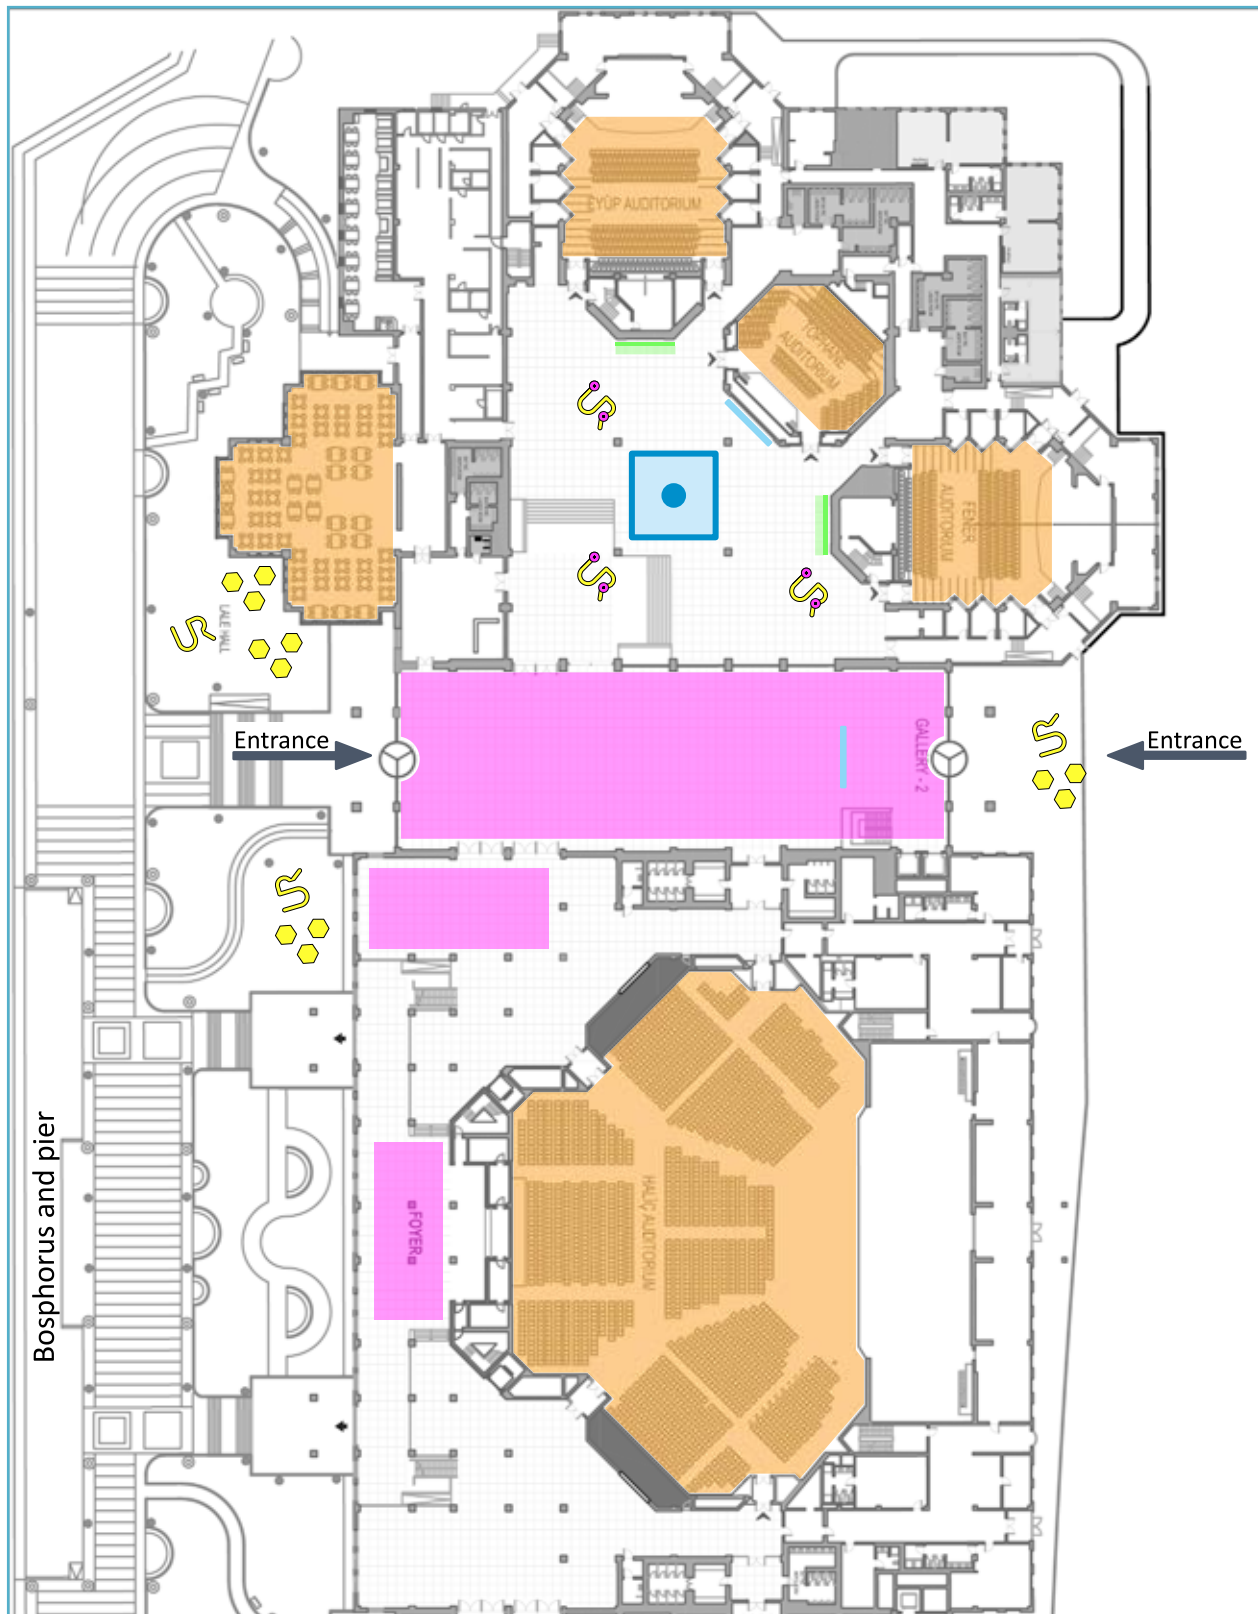 EYÜP AUDITORIUM
TOPHANE
AUDITORIUM
FENER
AUDITORIUM
LALE HALL
GALLERY - 2
Entrance
Entrance
FOYER
HALİÇ AUDITORIUM
Bosphorus and pier